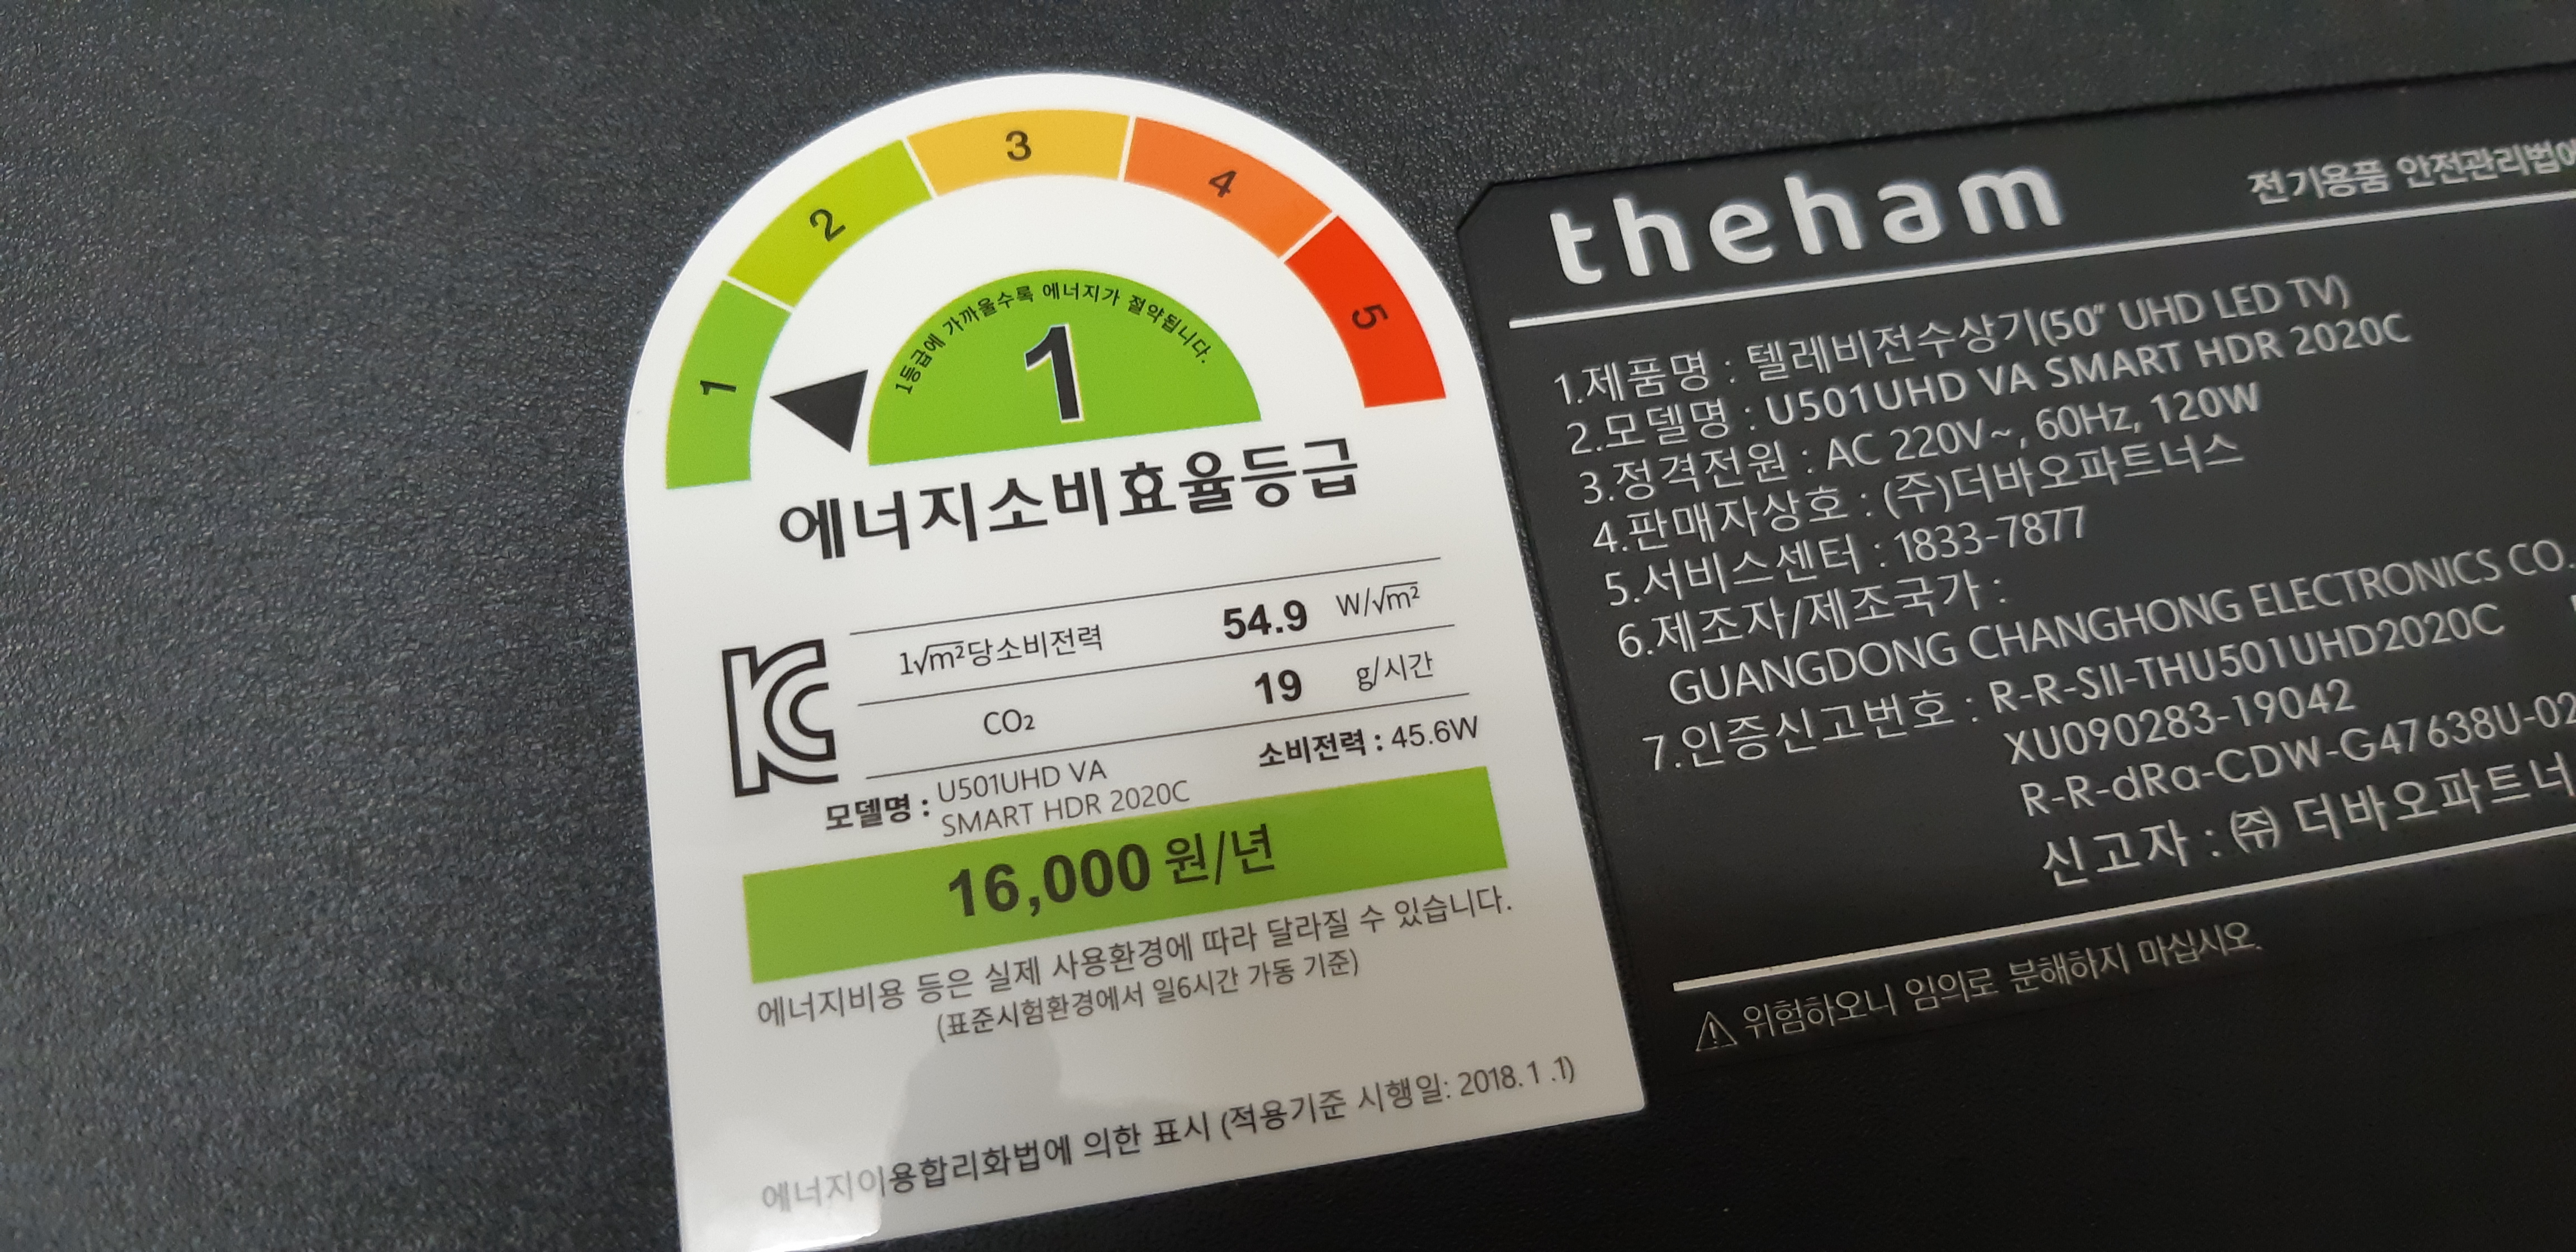 1 2 3 4 5
1등급에 가까울수록 에너지가 절약됩니다.
1
에너지소비효율등급
1√m²당소비전력 54.9 W/√m²
CO₂ 19 g/시간
소비전력 : 45.6W
모델명 : U501UHD VA
SMART HDR 2020C
16,000 원/년
에너지비용 등은 실제 사용환경에 따라 달라질 수 있습니다.
(표준시험환경에서 일6시간 가동 기준)
에너지이용합리화법에 의한 표시 (적용기준 시행일: 2018.1 .1)
theham
전기용품 안전관리법에
1.제품명 : 텔레비전수상기(50" UHD LED TV)
2.모델명 : U501UHD VA SMART HDR 2020C
3.정격전원 : AC 220V~, 60Hz, 120W
4.판매자상호 : (주)더바오파트너스
5.서비스센터 : 1833-7877
6.제조자/제조국가 :
GUANGDONG CHANGHONG ELECTRONICS CO.
7.인증신고번호 : R-R-SII-THU501UHD2020C
XU090283-19042
R-R-dRa-CDW-G47638U-02
신고자 : ㈜ 더바오파트너
⚠ 위험하오니 임의로 분해하지 마십시오.